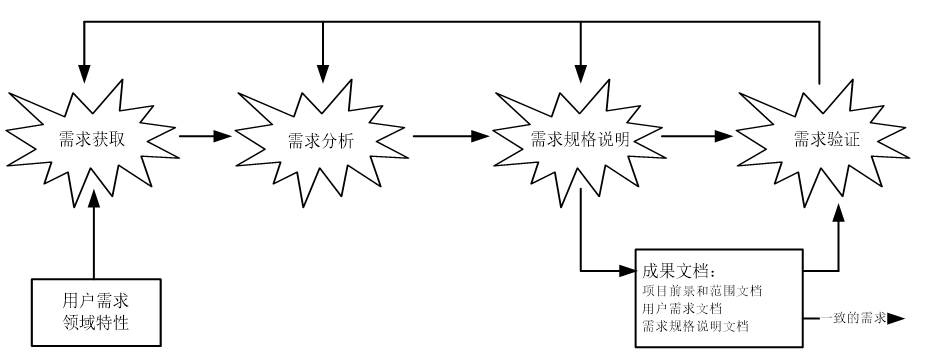 需求获取
需求分析
需求规格说明
需求验证
用户需求
领域特性
成果文档：
项目前景和范围文档
用户需求文档
需求规格说明文档
一致的需求